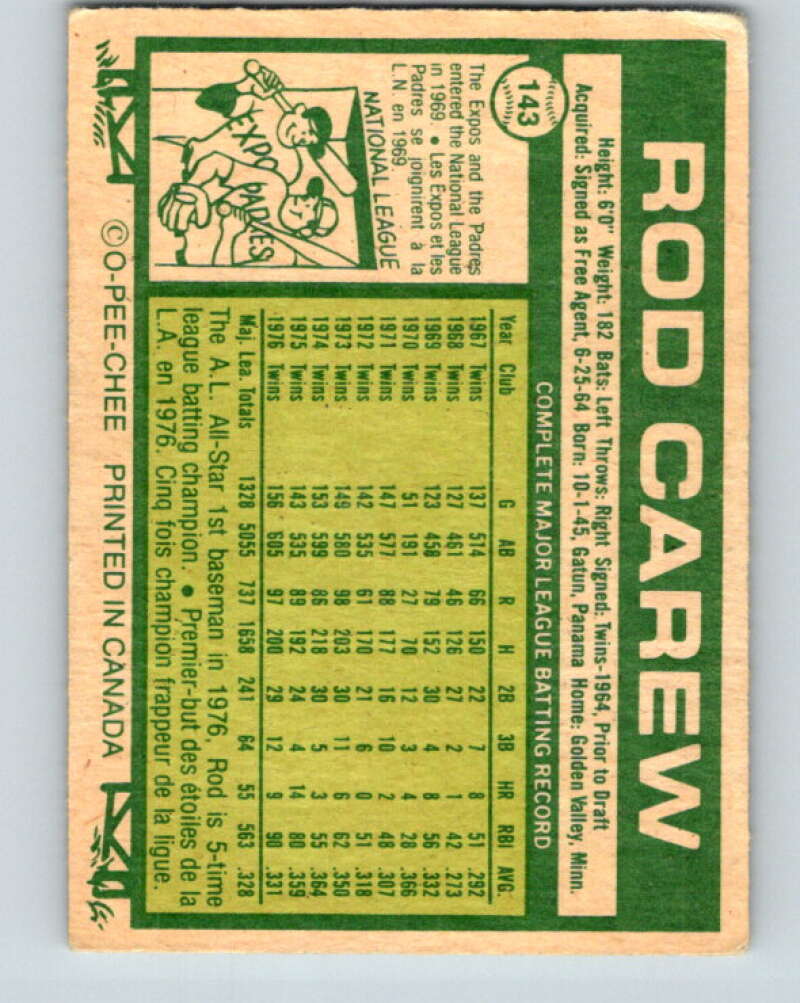 ROD CAREW
143
Height: 6'0" Weight: 182 Bats: Left Throws: Right Signed: Twins-1964, Prior to Draft
Acquired: Signed as Free Agent, 6-25-64 Born: 10-1-45, Gatun, Panama Home: Golden Valley, Minn.
The Expos and the Padres
entered the National League
in 1969. • Les Expos et les
Padres se joignirent à la
L.N. en 1969.
NATIONAL LEAGUE
EXPO
PADRES
COMPLETE MAJOR LEAGUE BATTING RECORD
Year Club G AB R H 2B 3B HR RBI AVG.
1967 Twins 137 514 66 150 22 7 8 51 .292
1968 Twins 127 461 46 126 27 2 1 42 .273
1969 Twins 123 458 79 152 30 4 8 56 .332
1970 Twins 51 191 27 70 12 3 4 28 .366
1971 Twins 147 577 88 177 16 10 2 48 .307
1972 Twins 142 535 61 170 21 6 0 51 .318
1973 Twins 149 580 98 203 30 11 6 62 .350
1974 Twins 153 599 86 218 30 5 3 55 .364
1975 Twins 143 535 89 192 24 4 14 80 .359
1976 Twins 156 605 97 200 29 12 9 90 .331
Maj. Lea. Totals 1328 5055 737 1658 241 64 55 563 .328
The A.L. All-Star 1st baseman in 1976, Rod is 5-time
league batting champion. • Premier-but des étoiles de la
L.A. en 1976. Cinq fois champion frappeur de la ligue.
©O-PEE-CHEE PRINTED IN CANADA